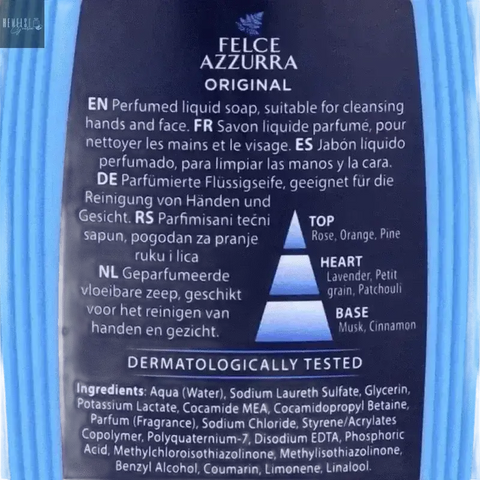 FELCE
AZZURRA
ORIGINAL
EN Perfumed liquid soap, suitable for cleansing
hands and face. FR Savon liquide parfumé, pour
nettoyer les mains et le visage. ES Jabón líquido
perfumado, para limpiar las manos y la cara.
DE Parfümierte Flüssigseife, geeignet für die
Reinigung von Händen und
Gesicht. RS Parfimisani tečni
sapun, pogodan za pranje
ruku i lica
NL Geparfumeerde
vloeibare zeep, geschikt
voor het reinigen van
handen en gezicht.
TOP
Rose, Orange, Pine
HEART
Lavender, Petit
grain, Patchouli
BASE
Musk, Cinnamon
DERMATOLOGICALLY TESTED
Ingredients: Aqua (Water), Sodium Laureth Sulfate, Glycerin,
Potassium Lactate, Cocamide MEA, Cocamidopropyl Betaine,
Parfum (Fragrance), Sodium Chloride, Styrene/Acrylates
Copolymer, Polyquaternium-7, Disodium EDTA, Phosphoric
Acid, Methylchloroisothiazolinone, Methylisothiazolinone,
Benzyl Alcohol, Coumarin, Limonene, Linalool.